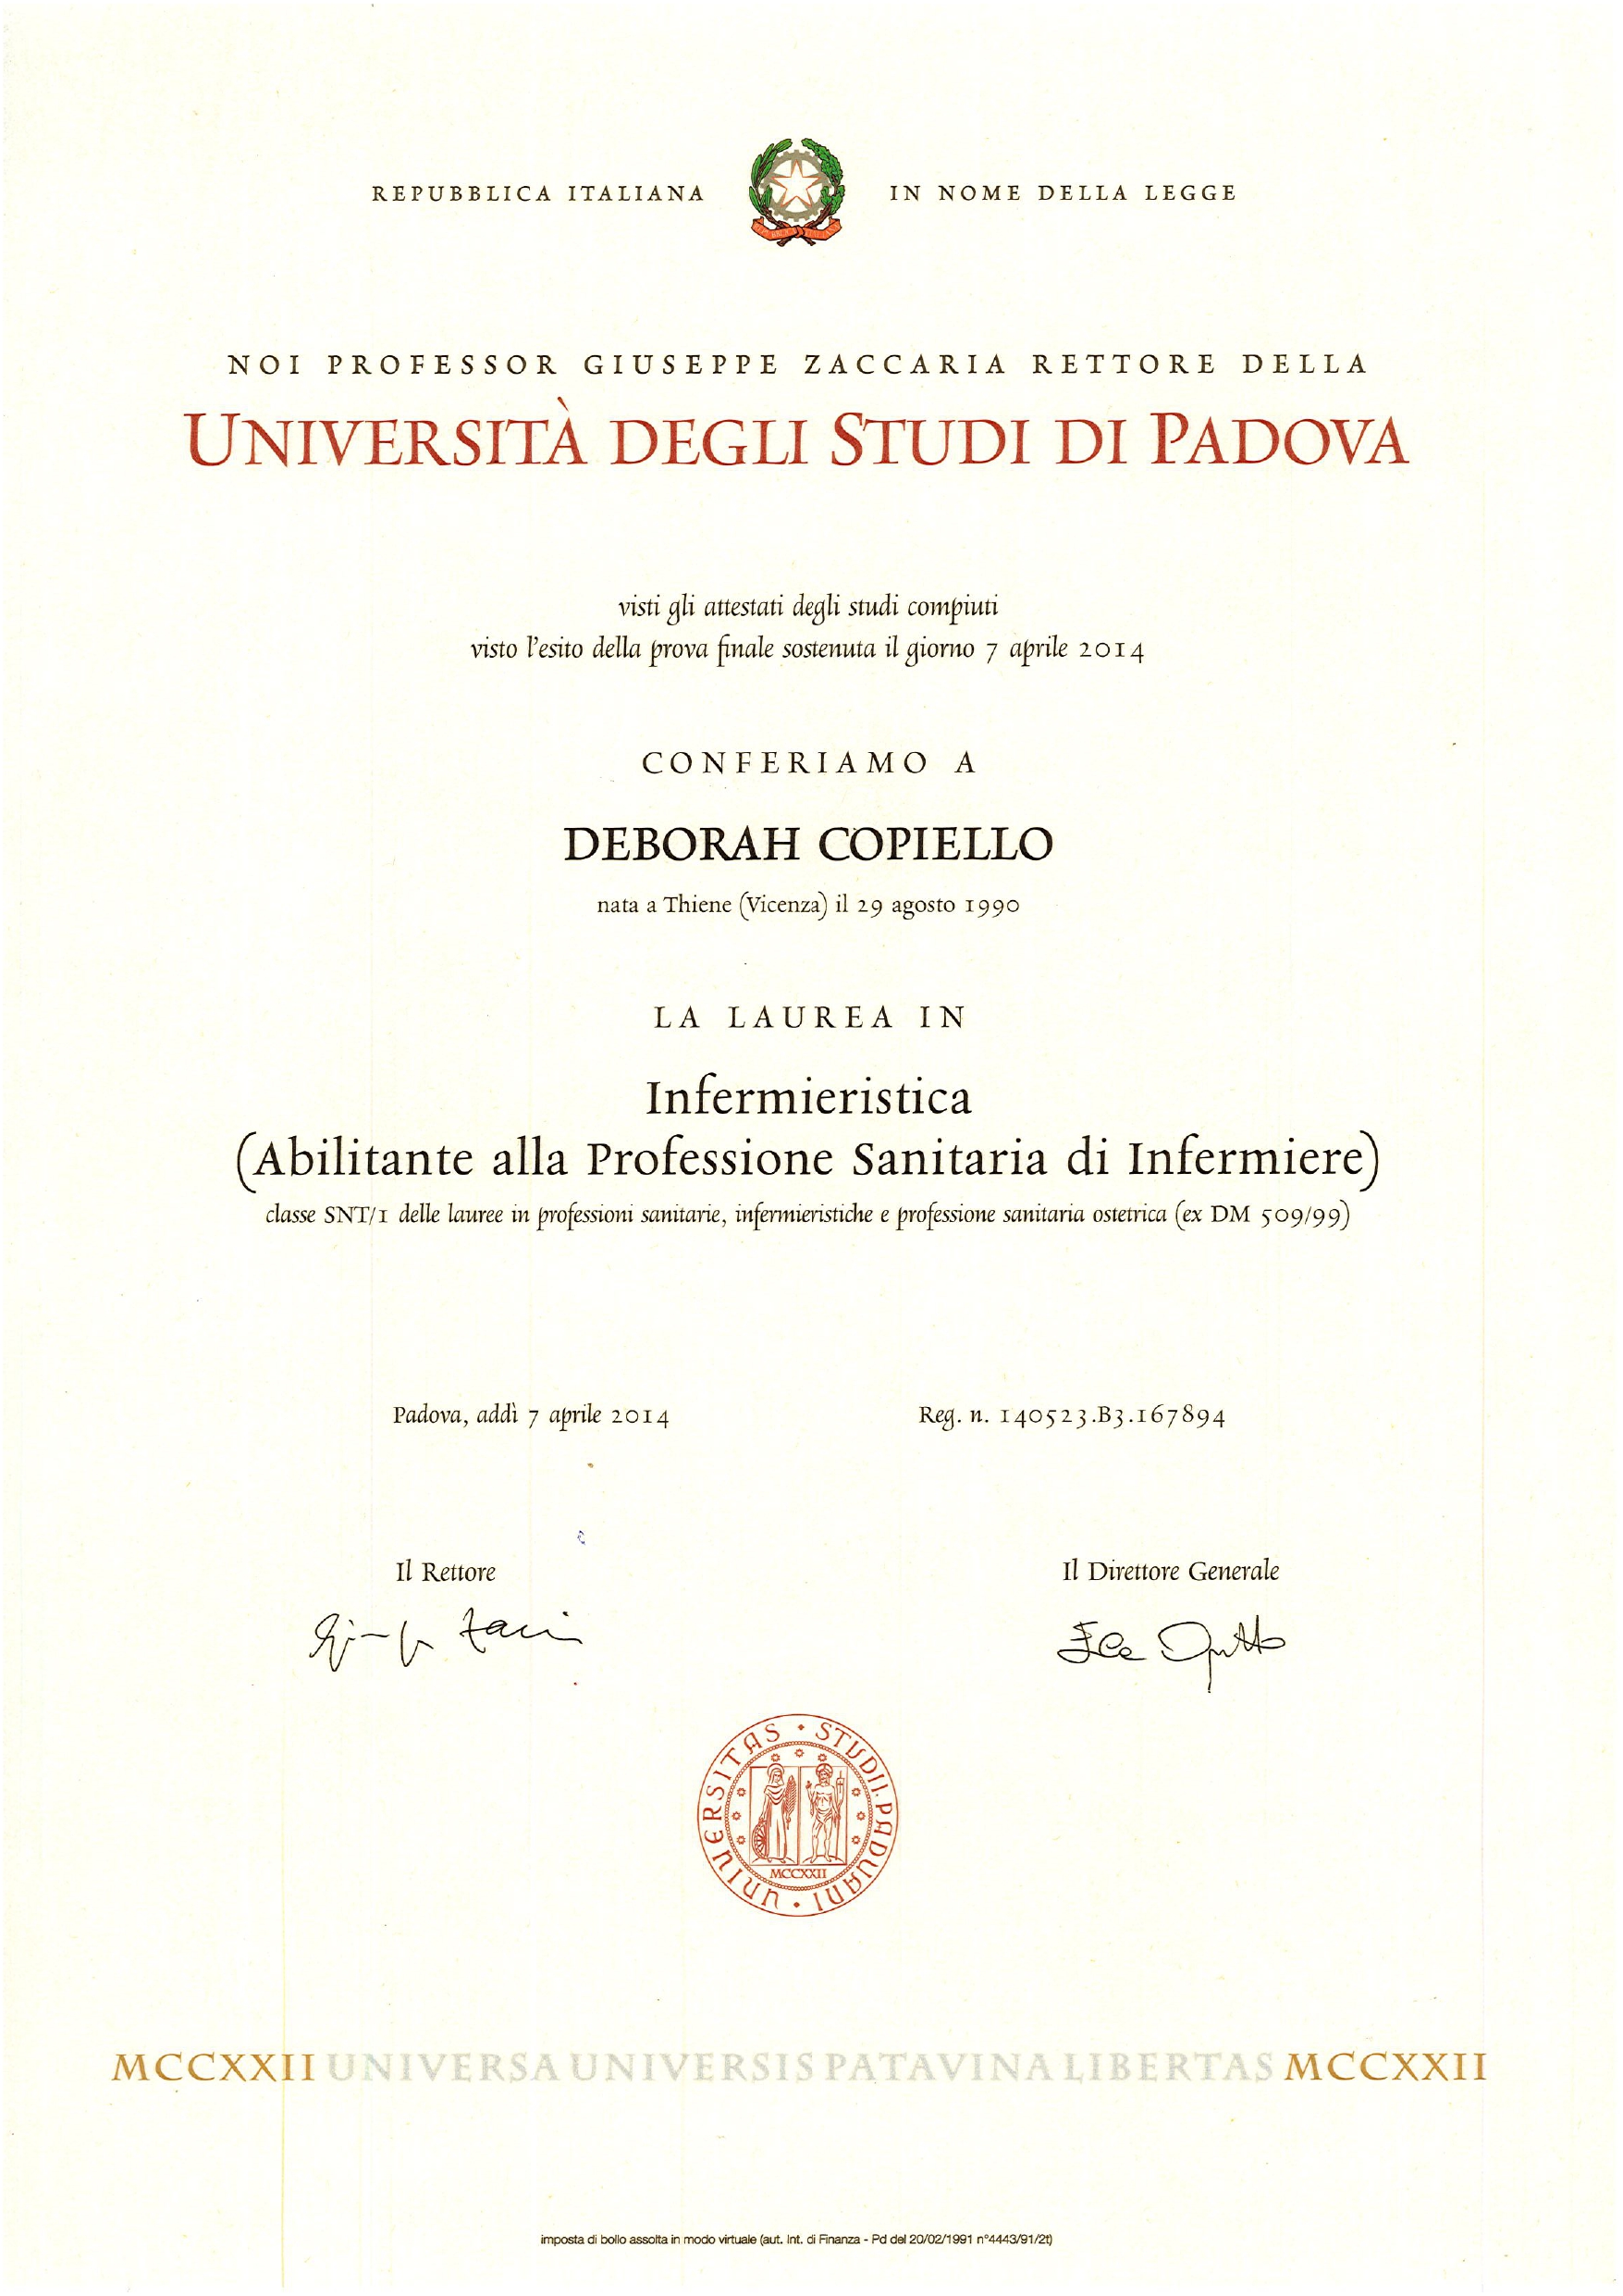 REPUBBLICA ITALIANA
IN NOME DELLA LEGGE
NOI PROFESSOR GIUSEPPE ZACCARIA RETTORE DELLA
UNIVERSITÀ DEGLI STUDI DI PADOVA
visti gli attestati degli studi compiuti
visto l'esito della prova finale sostenuta il giorno 7 aprile 2014
CONFERIAMO A
DEBORAH COPIELLO
nata a Thiene (Vicenza) il 29 agosto 1990
LA LAUREA IN
Infermieristica
(Abilitante alla Professione Sanitaria di Infermiere)
classe SNT/1 delle lauree in professioni sanitarie, infermieristiche e professione sanitaria ostetrica (ex DM 509/99)
Padova, addì 7 aprile 2014
Reg. n. 140523.B3.167894
Il Rettore
Il Direttore Generale
UNIVERSITAS STUDII PADUANI
MCCXXII
MCCXXII UNIVERSA UNIVERSIS PATAVINA LIBERTAS MCCXXII
imposta di bollo assolta in modo virtuale (aut. Int. di Finanza - Pd del 20/02/1991 n°4443/91/2t)